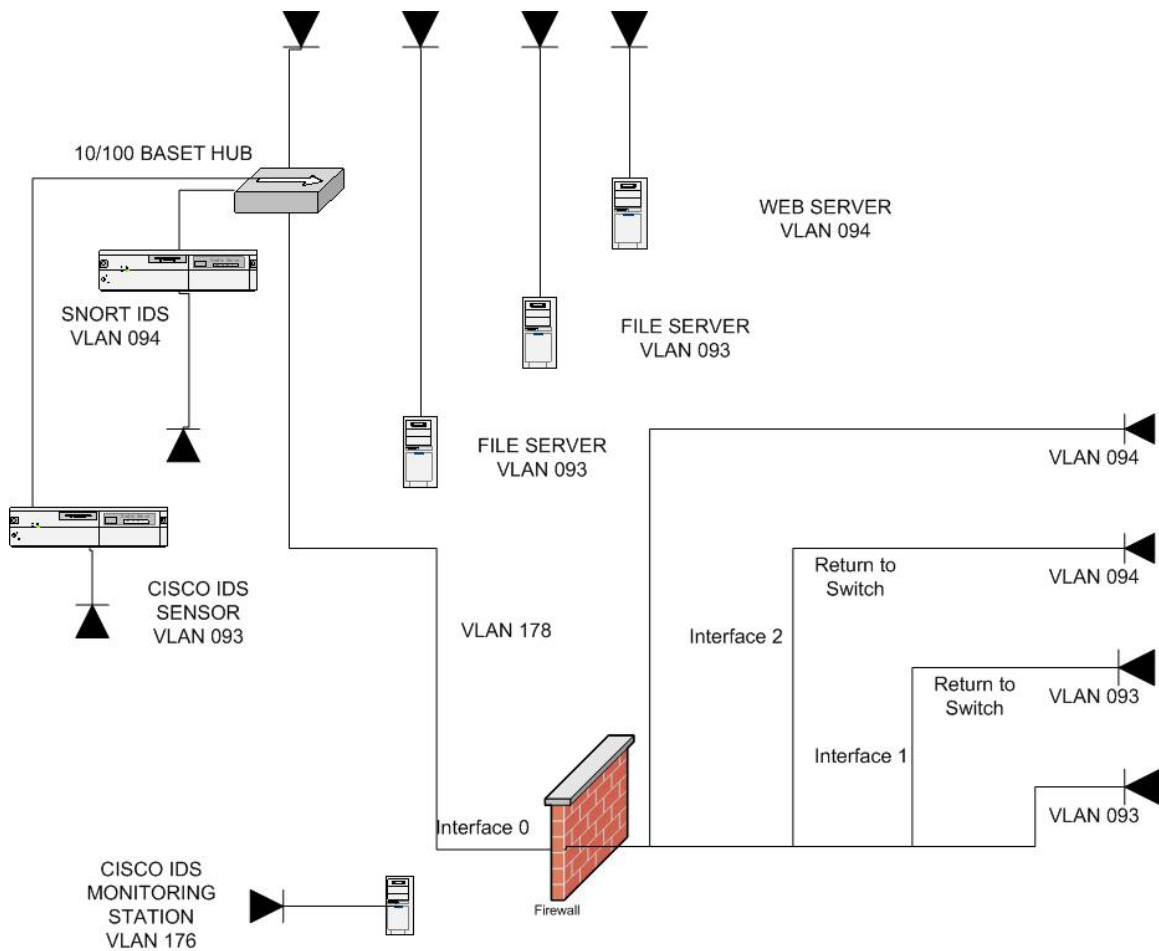 10/100 BASET HUB
WEB SERVER
VLAN 094
SNORT IDS
VLAN 094
FILE SERVER
VLAN 093
FILE SERVER
VLAN 093
VLAN 094
Return to
Switch
VLAN 094
CISCO IDS
SENSOR
VLAN 093
VLAN 178
Interface 2
Return to
Switch
VLAN 093
Interface 1
VLAN 093
Interface 0
CISCO IDS
MONITORING
STATION
VLAN 176
Firewall